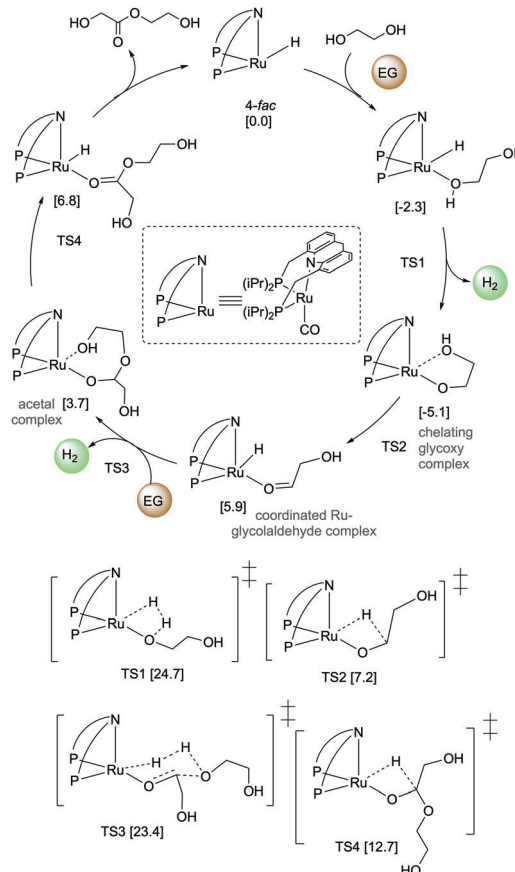 HO
O
OH
O
N
P
P
Ru
H
4-fac
[0.0]
HO
OH
EG
N
P
P
Ru
H
O
H
[-2.3]
TS1
H2
N
P
P
Ru
H
O
O
[-5.1]
chelating
glycoxy
complex
TS2
N
P
P
Ru
H
O
OH
[5.9]
coordinated Ru-
glycolaldehyde complex
EG
TS3
H2
N
P
P
Ru
OH
O
O
OH
acetal
complex
[3.7]
TS4
N
P
P
Ru
H
O
O
OH
HO
[6.8]
N
P
P
Ru
(iPr)2P
(iPr)2P
N
Ru
CO
N
P
P
Ru
H
H
O
OH
‡
TS1 [24.7]
N
P
P
Ru
H
O
OH
‡
TS2 [7.2]
N
P
P
Ru
H
H
O
O
OH
OH
‡
TS3 [23.4]
N
P
P
Ru
H
O
OH
O
HO
‡
TS4 [12.7]